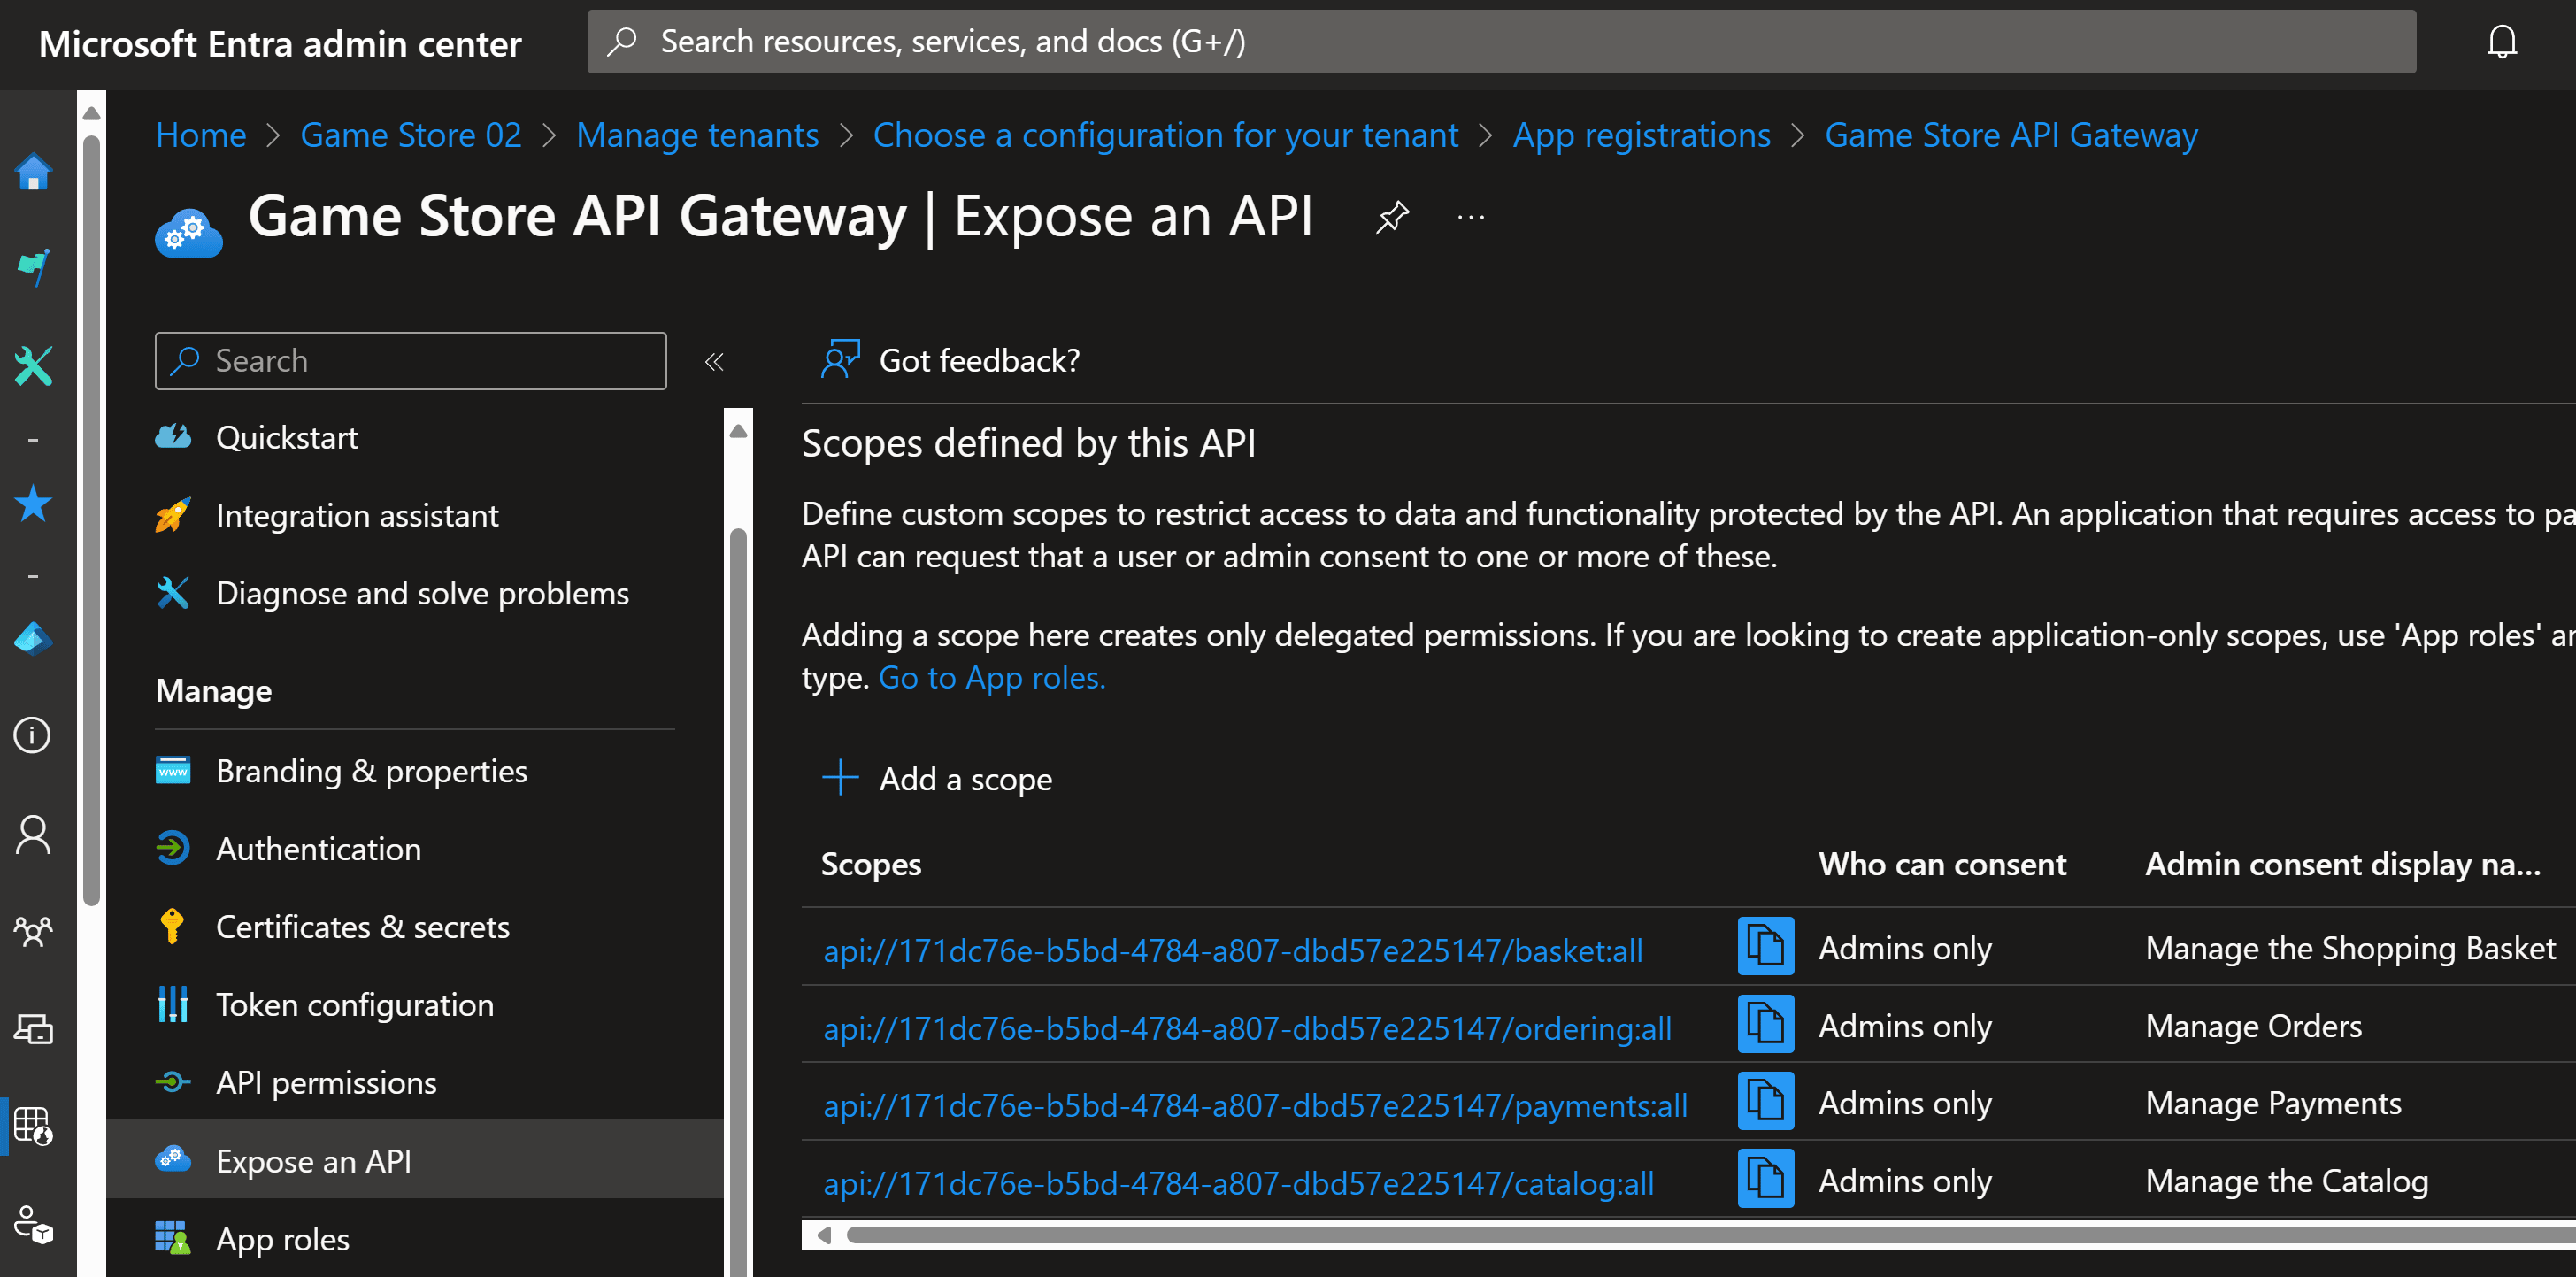 Microsoft Entra admin center
Search resources, services, and docs (G+/)
Home > Game Store 02 > Manage tenants > Choose a configuration for your tenant > App registrations > Game Store API Gateway
Game Store API Gateway | Expose an API
Search
Got feedback?
Quickstart
Integration assistant
Diagnose and solve problems
Manage
Branding & properties
Authentication
Certificates & secrets
Token configuration
API permissions
Expose an API
App roles
Scopes defined by this API
Define custom scopes to restrict access to data and functionality protected by the API. An application that requires access to pa
API can request that a user or admin consent to one or more of these.
Adding a scope here creates only delegated permissions. If you are looking to create application-only scopes, use 'App roles' an
type. Go to App roles.
Add a scope
Scopes Who can consent Admin consent display na...
api://171dc76e-b5bd-4784-a807-dbd57e225147/basket:all Admins only Manage the Shopping Basket
api://171dc76e-b5bd-4784-a807-dbd57e225147/ordering:all Admins only Manage Orders
api://171dc76e-b5bd-4784-a807-dbd57e225147/payments:all Admins only Manage Payments
api://171dc76e-b5bd-4784-a807-dbd57e225147/catalog:all Admins only Manage the Catalog